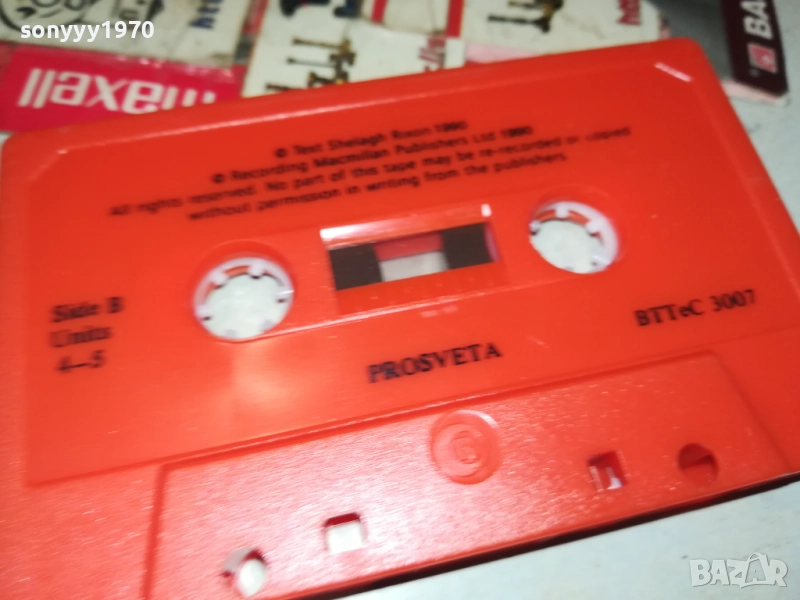 sonyyy1970
maxell
BA
© Text Shelagh Rixon 1990
© Recording Macmillan Publishers Ltd 1990
All rights reserved. No part of this tape may be re-recorded or copied
without permission in writing from the publishers.
Side B
Units
4–5
BTTeC 3007
PROSVETA
BAZAR